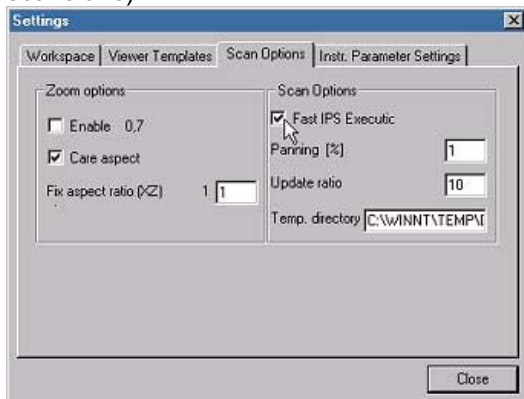 Settings
Workspace Viewer Templates Scan Options Instr. Parameter Settings
Zoom options
Enable 0,7
Care aspect
Fix aspect ratio (XZ) 1 1
Scan Options
Fast IPS Executic
Panning [%] 1
Update ratio 10
Temp. directory C:\WINNT\TEMP\
Close